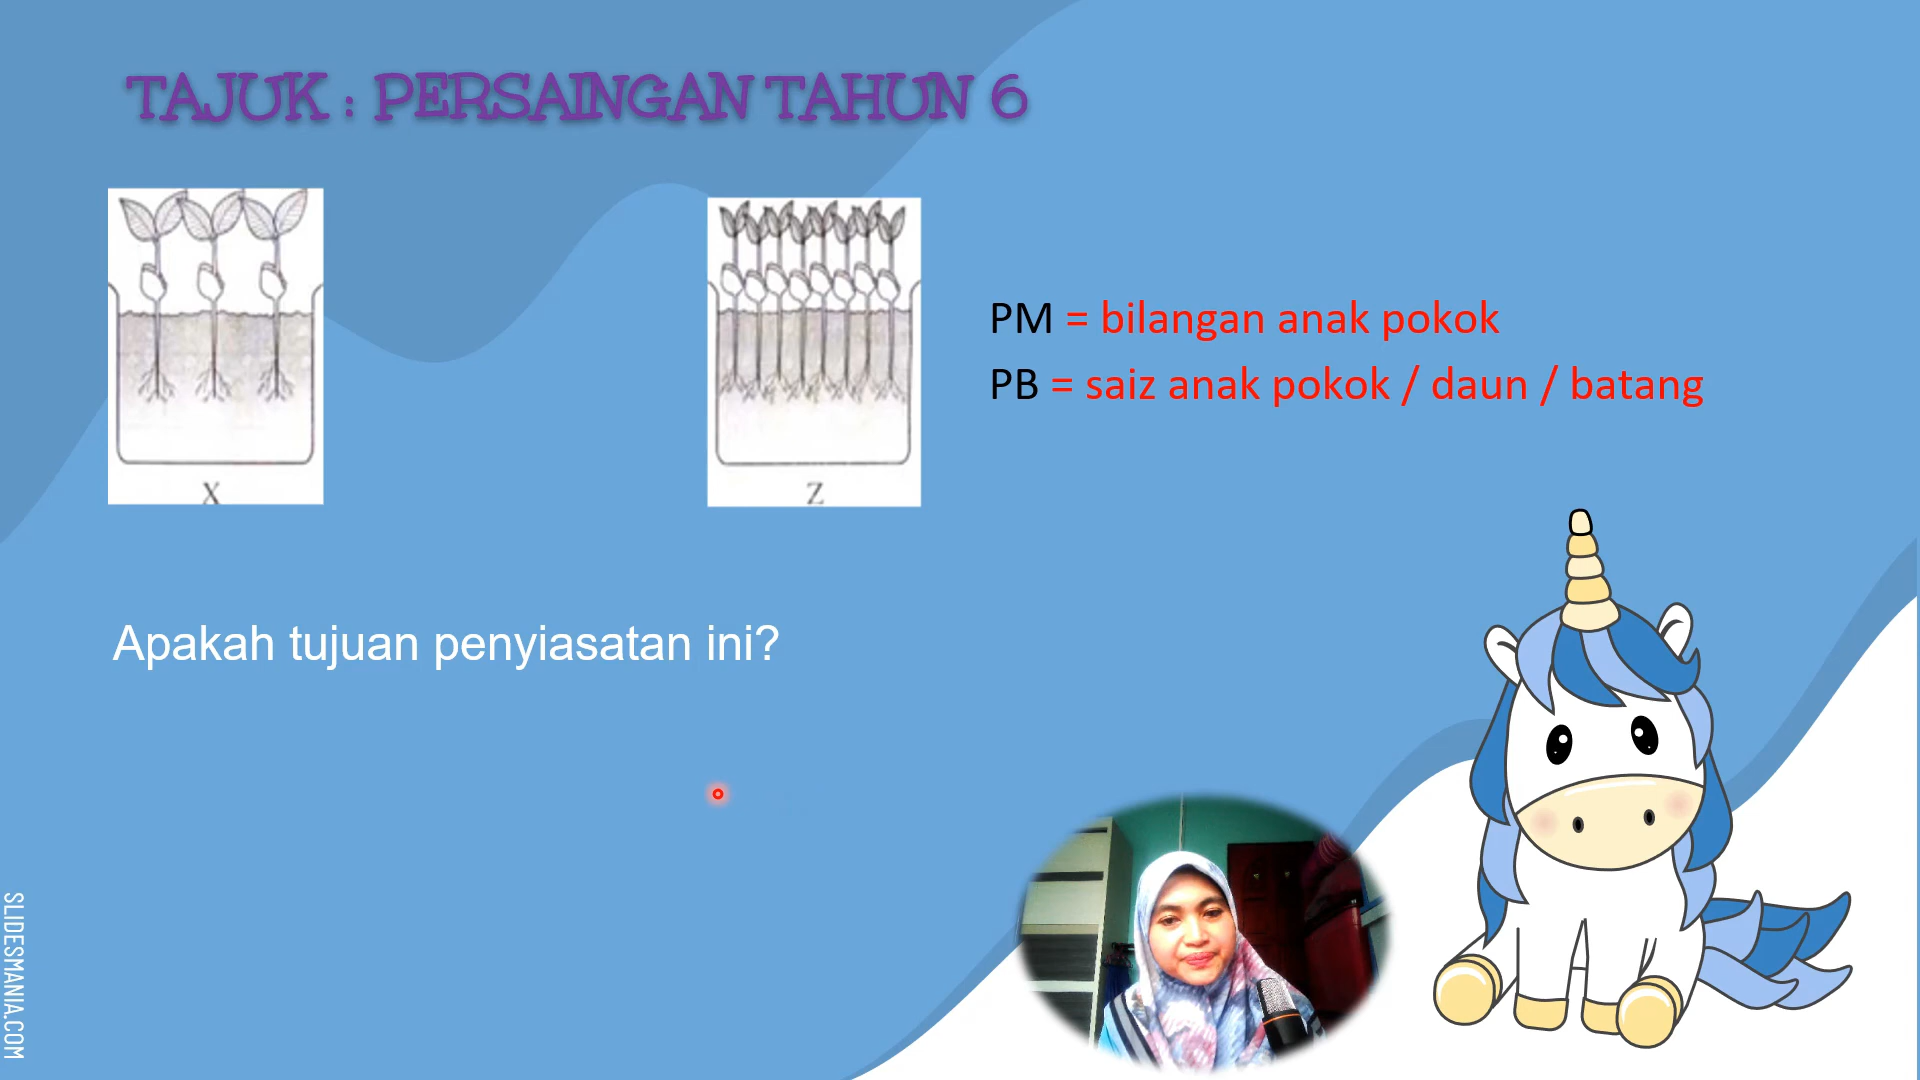 TAJUK : PERSAINGAN TAHUN 6
X
Z
PM = bilangan anak pokok
PB = saiz anak pokok / daun / batang
Apakah tujuan penyiasatan ini?
SLIDESMANIA.COM